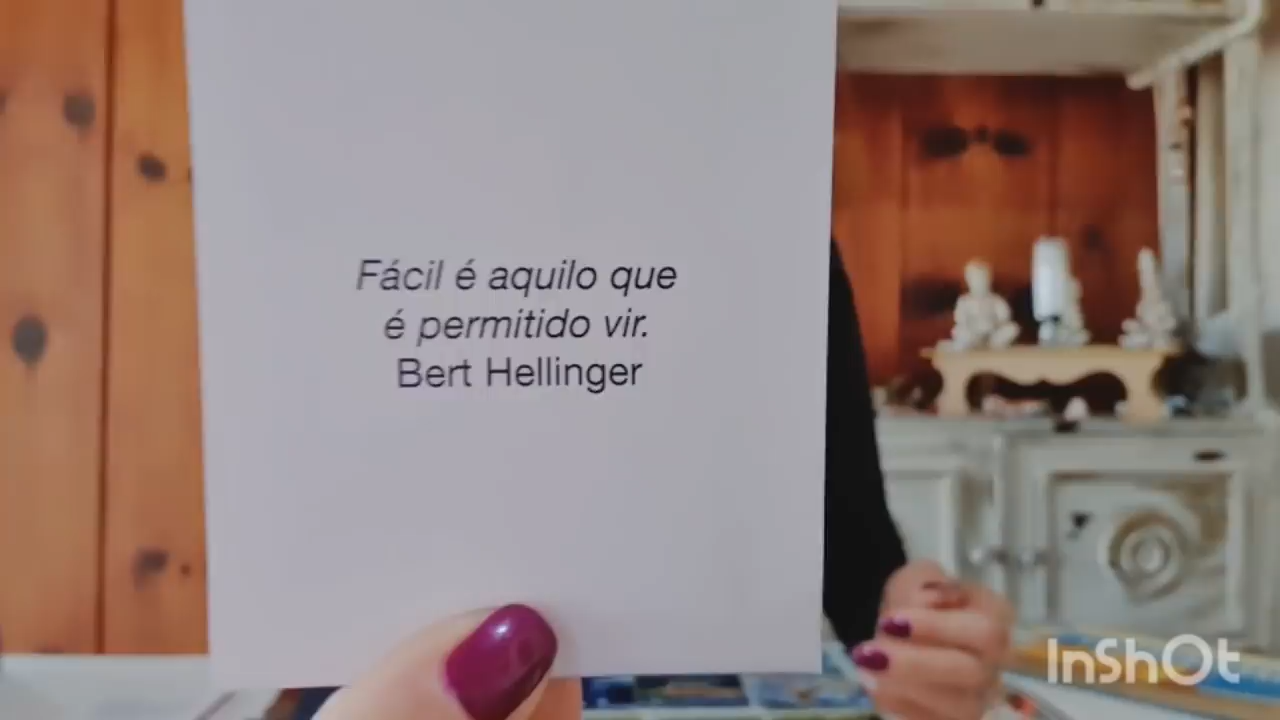 Fácil é aquilo que
é permitido vir.
Bert Hellinger
InShOt